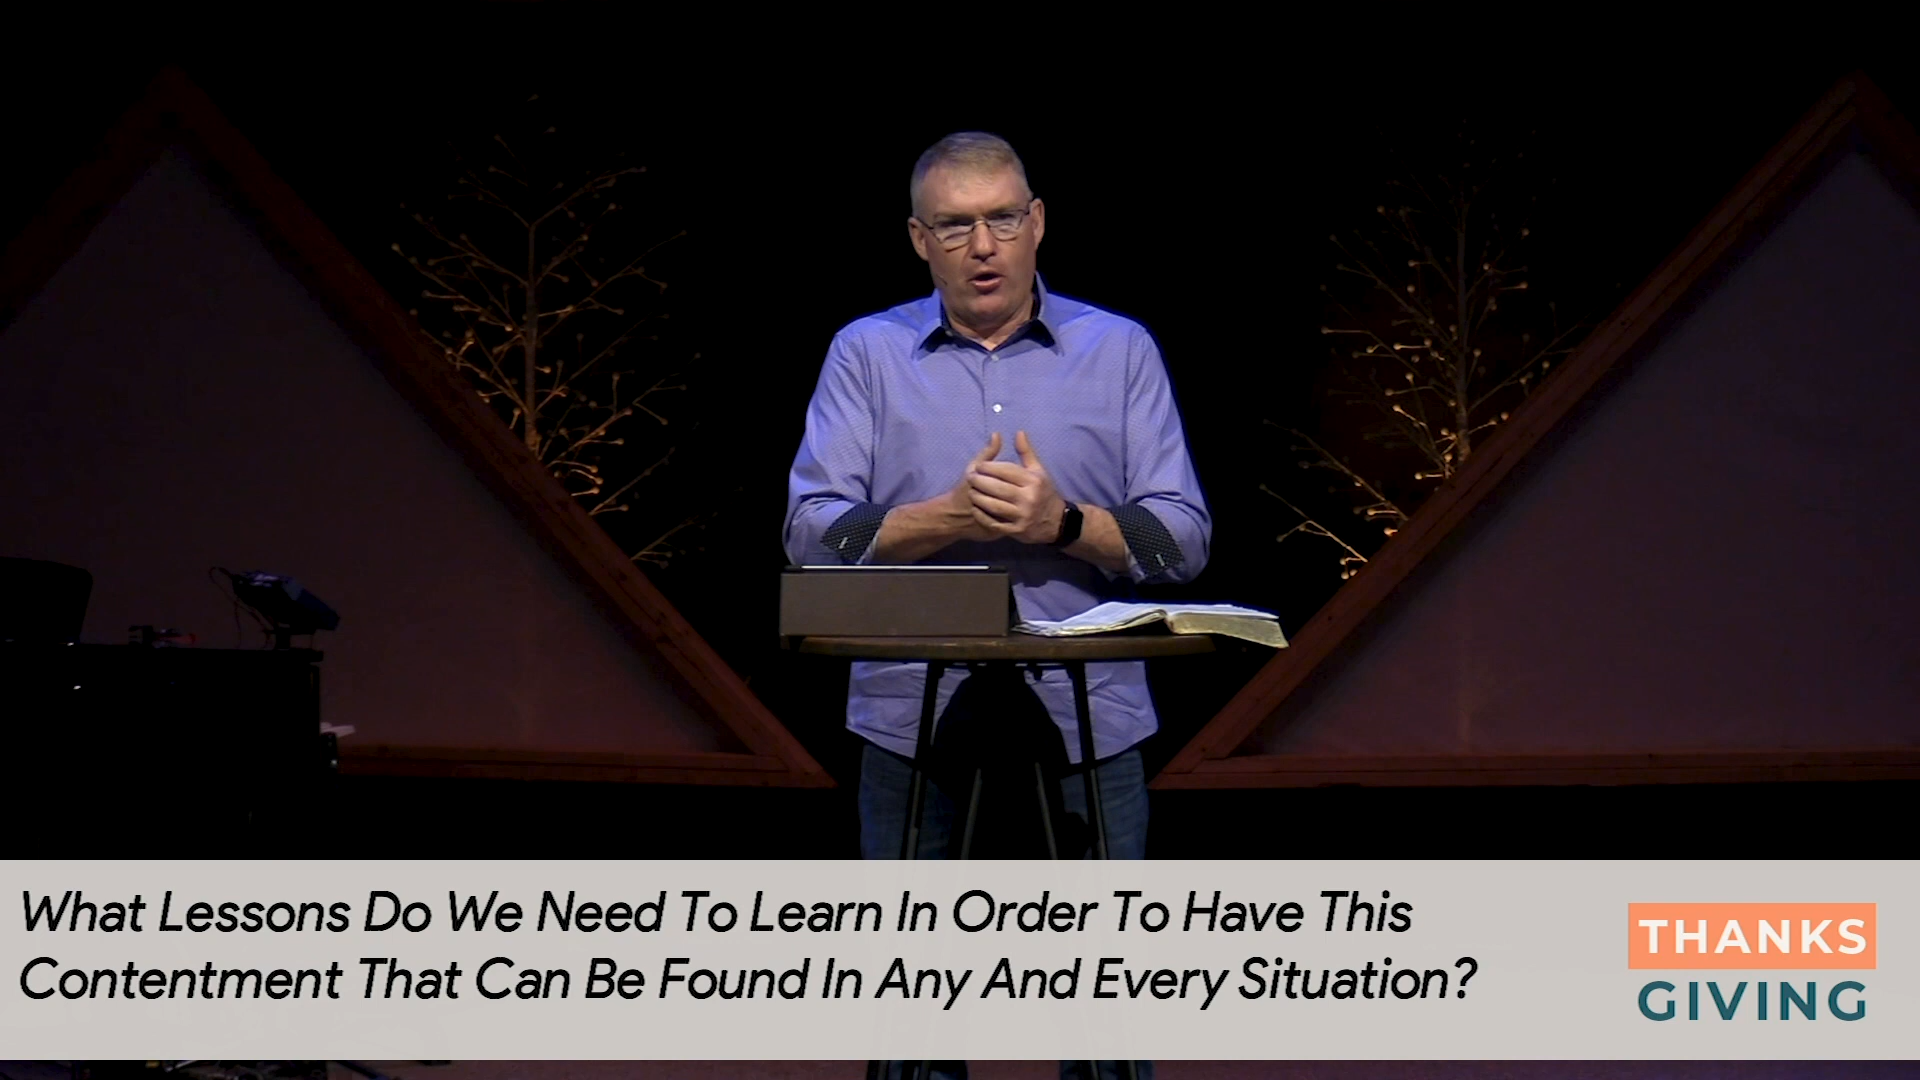 What Lessons Do We Need To Learn In Order To Have This
Contentment That Can Be Found In Any And Every Situation?
THANKS
GIVING